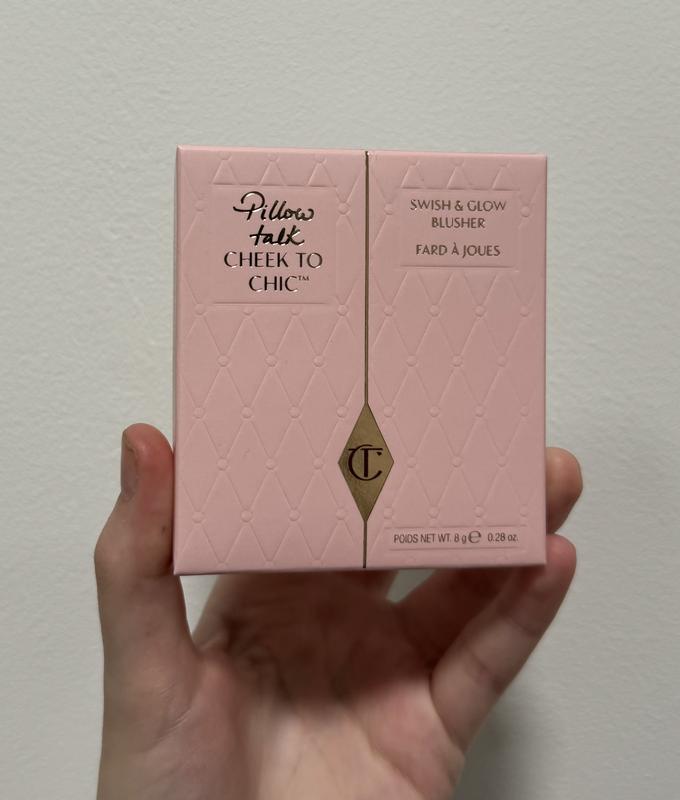 Pillow
talk
CHEEK TO
CHIC™
SWISH & GLOW
BLUSHER
FARD À JOUES
CT
POIDS NET WT. 8 g ℮ 0.28 oz.